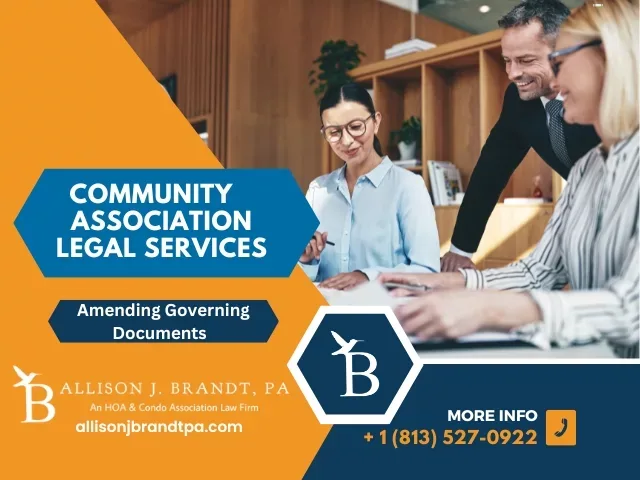 COMMUNITY
ASSOCIATION
LEGAL SERVICES
Amending Governing
Documents
B ALLISON J. BRANDT, PA
An HOA & Condo Association Law Firm
allisonjbrandtpa.com
B
MORE INFO
+ 1 (813) 527-0922